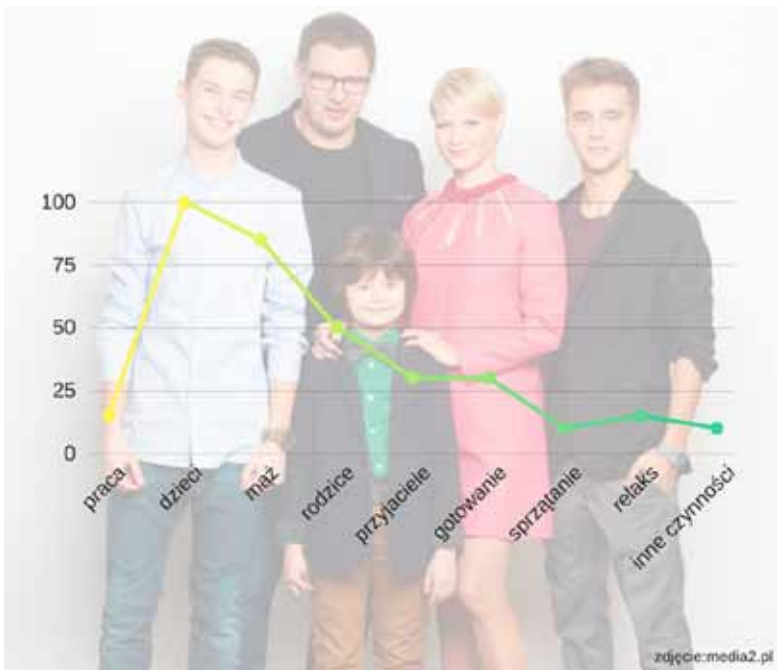 100
75
50
25
0
praca
dzieci
mąż
rodzice
przyjaciele
gotowanie
sprzątanie
relaks
inne czynności
zdjęcie:media2.pl